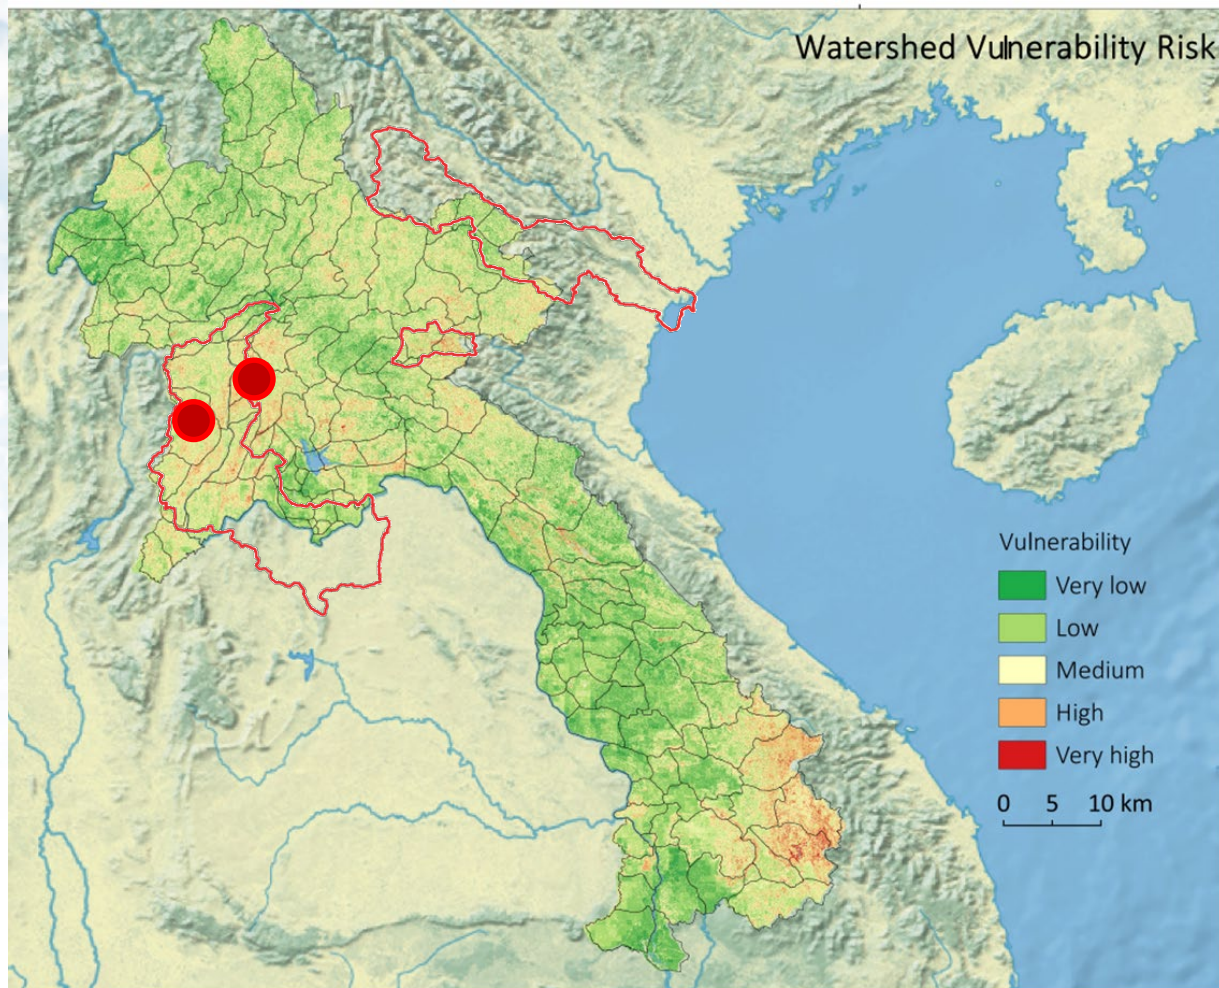 Watershed Vulnerability Risk
Vulnerability
Very low
Low
Medium
High
Very high
0 5 10 km